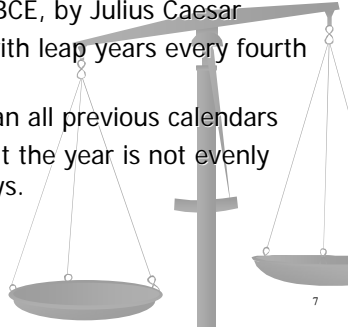 BCE, by Julius Caesar
with leap years every fourth
an all previous calendars
t the year is not evenly
ys.
7